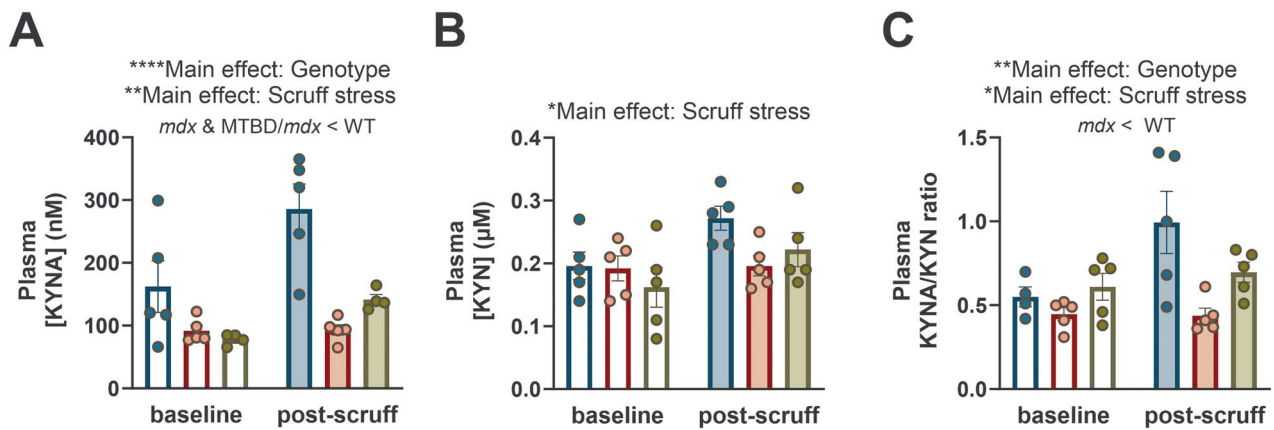 A
****Main effect: Genotype
**Main effect: Scruff stress
mdx & MTBD/mdx < WT
Plasma
[KYNA] (nM)
400
300
200
100
0
baseline
post-scruff
B
*Main effect: Scruff stress
Plasma
[KYN] (µM)
0.4
0.3
0.2
0.1
0.0
baseline
post-scruff
C
**Main effect: Genotype
*Main effect: Scruff stress
mdx < WT
Plasma
KYNA/KYN ratio
1.5
1.0
0.5
0.0
baseline
post-scruff